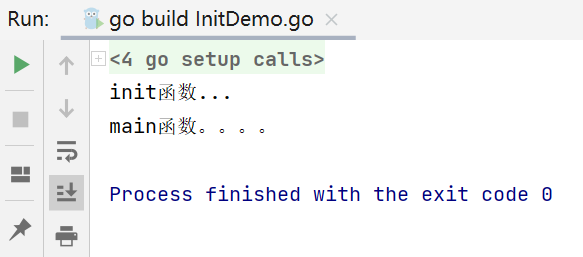 Run: go build InitDemo.go
<4 go setup calls>
init函数...
main函数。。。。
Process finished with the exit code 0